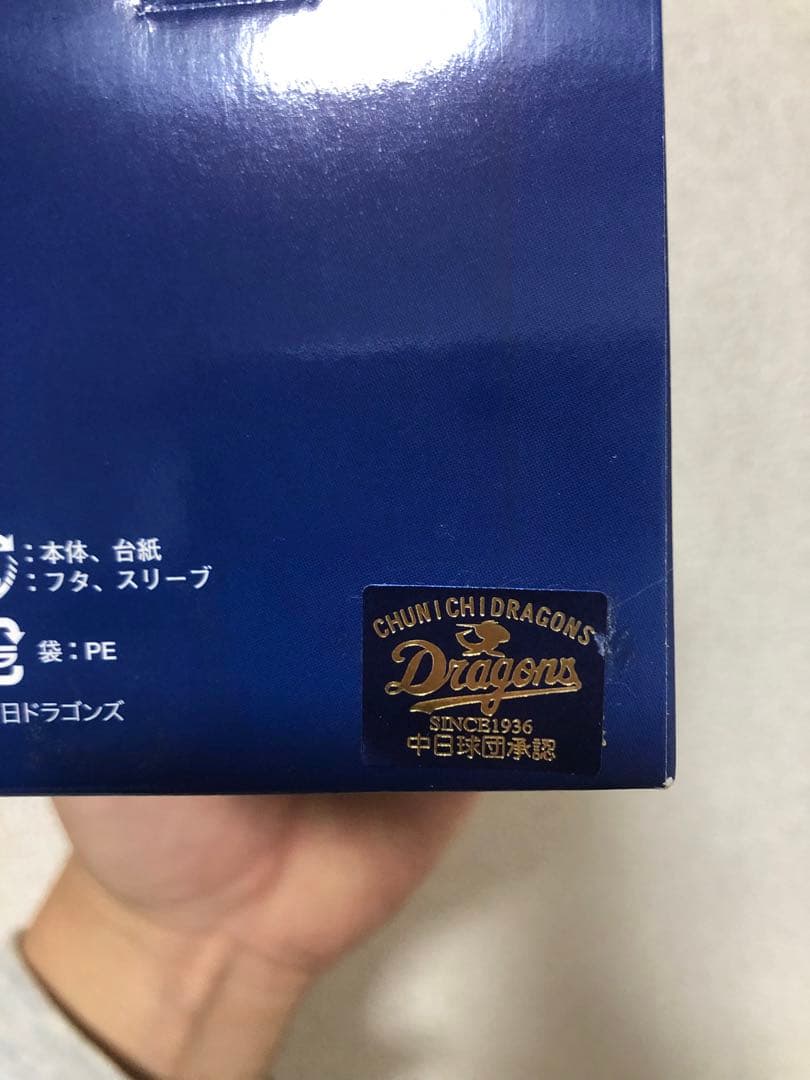 ：本体、台紙
：フタ、スリーブ
袋：PE
日ドラゴンズ
CHUNICHIDRAGONS
Dragons
SINCE1936
中日球団承認